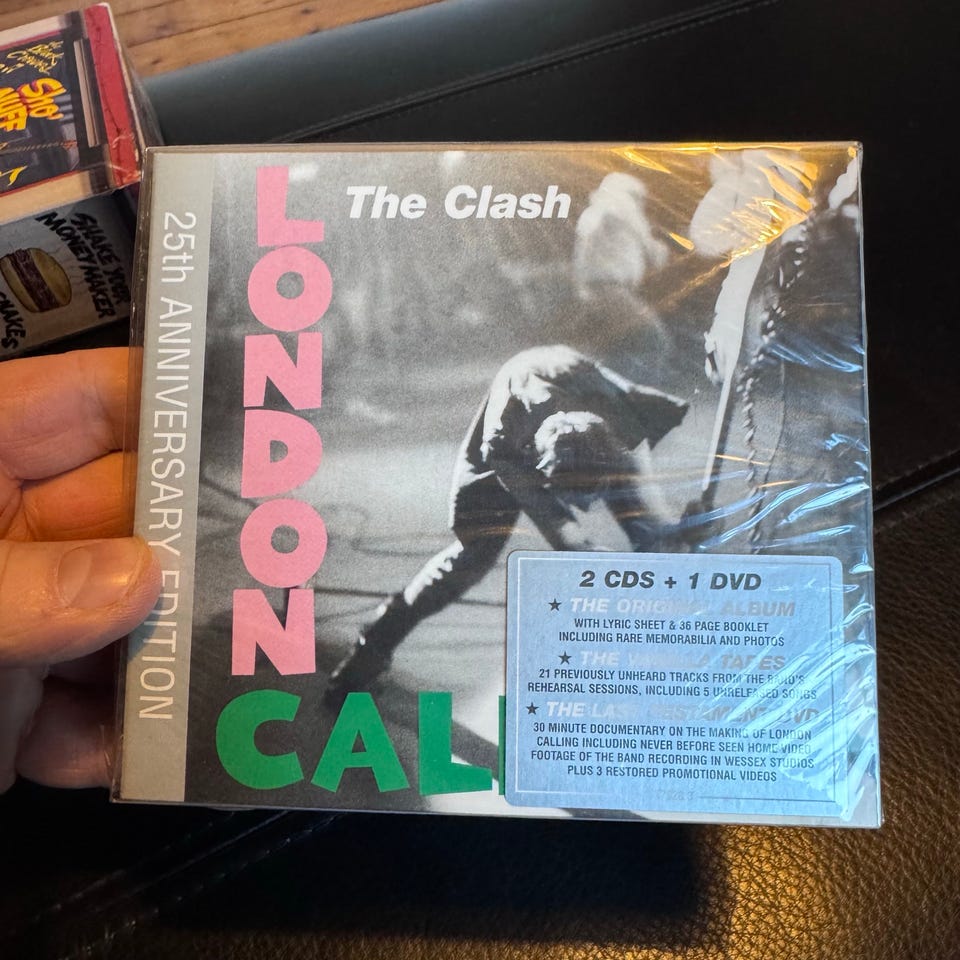 The Clash
LONDON
CALL
25th ANNIVERSARY EDITION
2 CDS + 1 DVD
★ THE ORIGINAL ALBUM
WITH LYRIC SHEET & 36 PAGE BOOKLET
INCLUDING RARE MEMORABILIA AND PHOTOS
★ THE VANILLA TAPES
21 PREVIOUSLY UNHEARD TRACKS FROM THE BAND'S
REHEARSAL SESSIONS, INCLUDING 5 UNRELEASED SONGS
★ THE LAST TESTAMENT DVD
30 MINUTE DOCUMENTARY ON THE MAKING OF LONDON
CALLING INCLUDING NEVER BEFORE SEEN HOME VIDEO
FOOTAGE OF THE BAND RECORDING IN WESSEX STUDIOS
PLUS 3 RESTORED PROMOTIONAL VIDEOS
SHO'
NUFF
SHAKE YOUR
MONEY MAKER